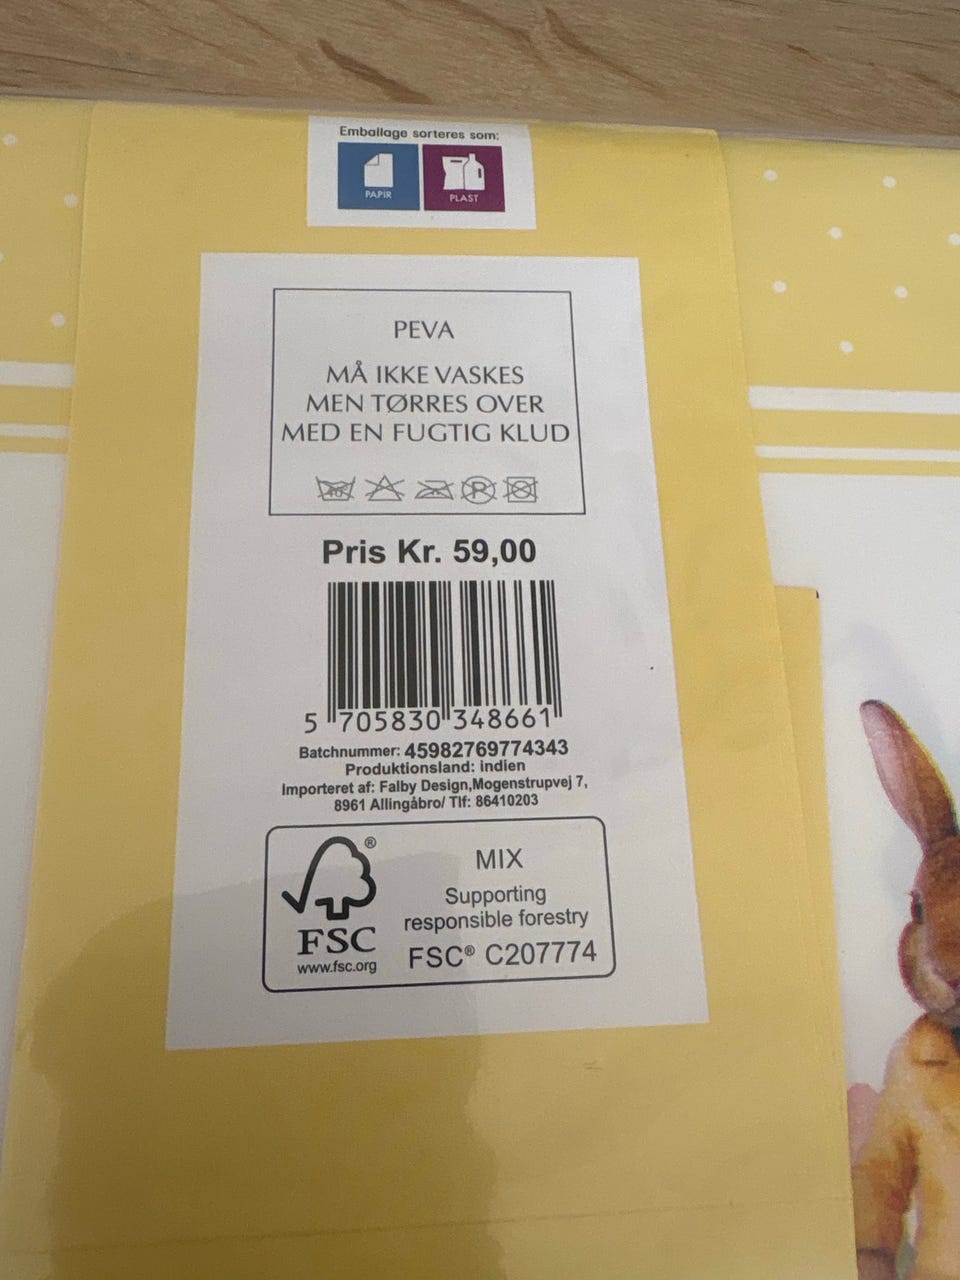 Emballage sorteres som:
PAPIR
PLAST
PEVA
MÅ IKKE VASKES
MEN TØRRES OVER
MED EN FUGTIG KLUD
40°
P
Pris Kr. 59,00
5 705830 348661
Batchnummer: 45982769774343
Produktionsland: indien
Importeret af: Falby Design,Mogenstrupvej 7,
8961 Allingåbro/ Tlf: 86410203
®
MIX
Supporting
responsible forestry
FSC
www.fsc.org
FSC® C207774